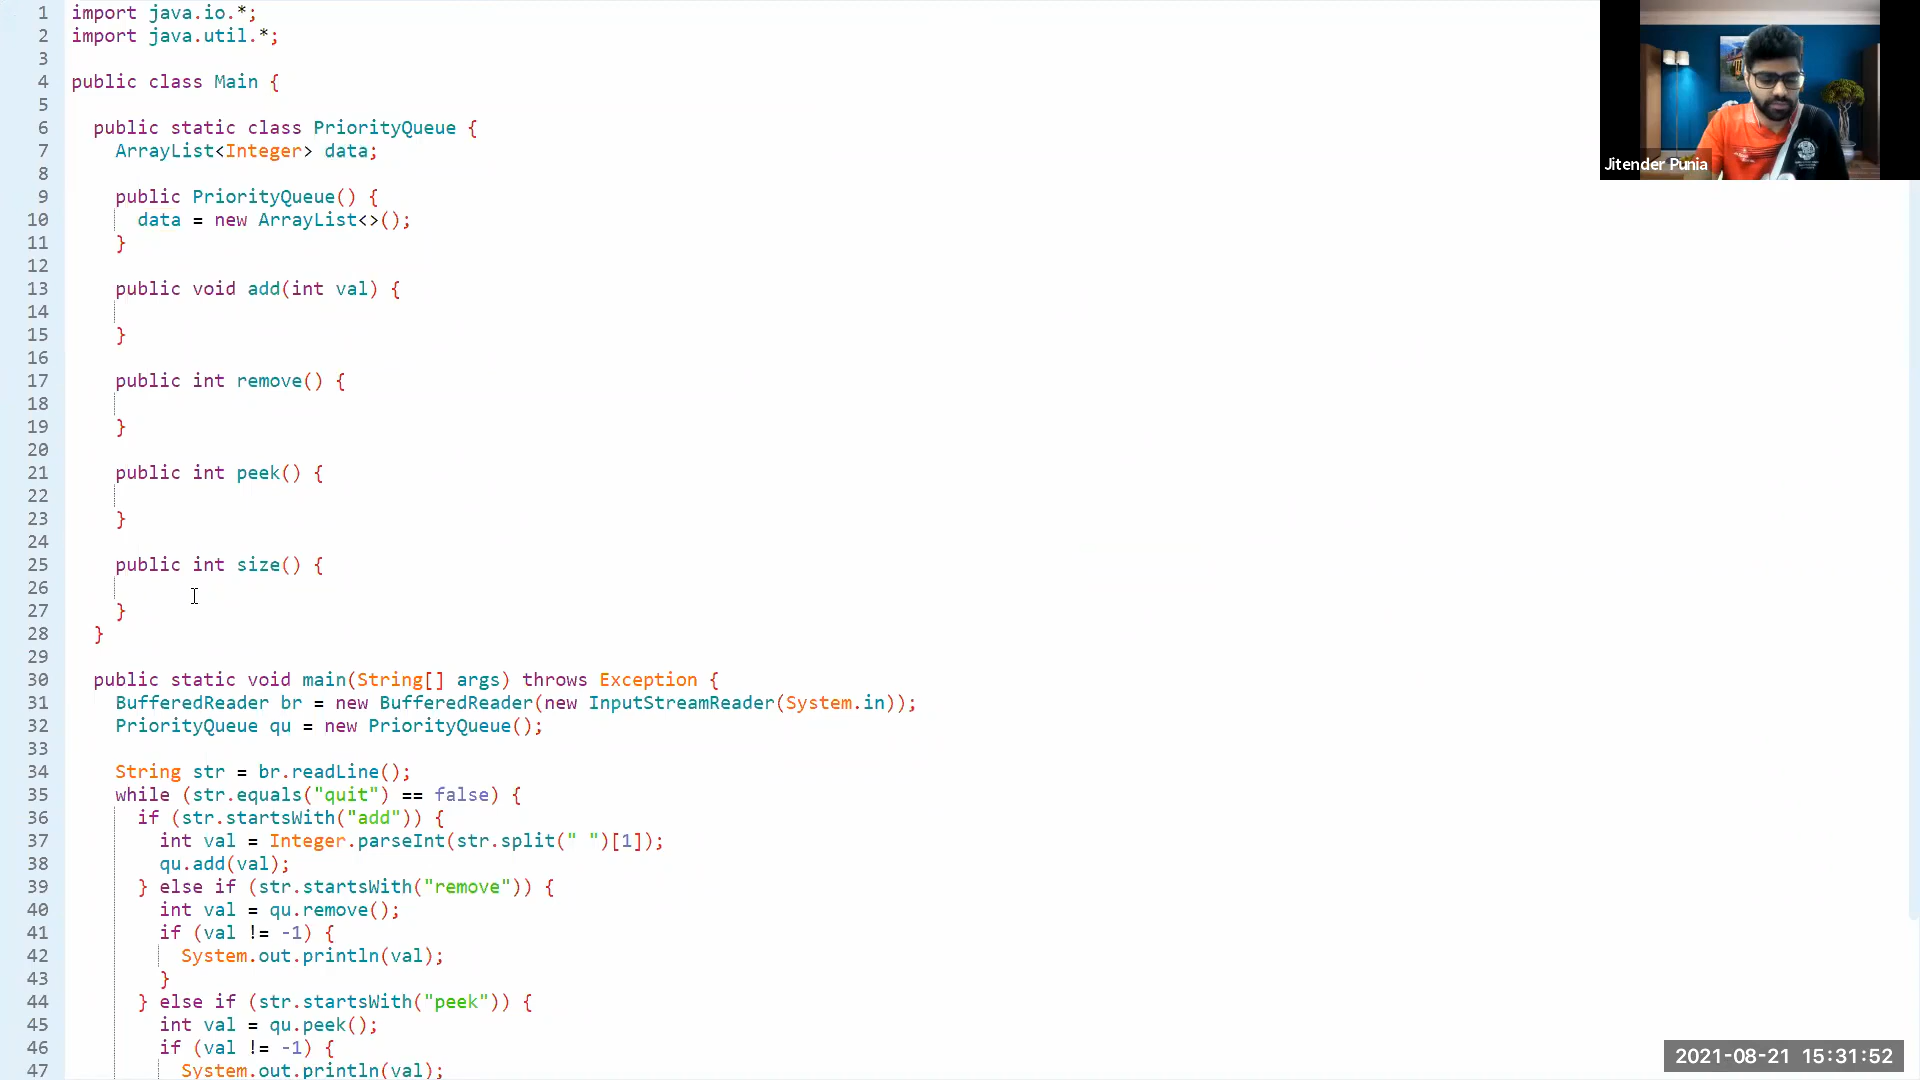 1 import java.io.*;
2 import java.util.*;
3
4 public class Main {
5
6   public static class PriorityQueue {
7     ArrayList<Integer> data;
8
9     public PriorityQueue() {
10       data = new ArrayList<>();
11     }
12
13     public void add(int val) {
14
15     }
16
17     public int remove() {
18
19     }
20
21     public int peek() {
22
23     }
24
25     public int size() {
26
27     }
28   }
29
30   public static void main(String[] args) throws Exception {
31     BufferedReader br = new BufferedReader(new InputStreamReader(System.in));
32     PriorityQueue qu = new PriorityQueue();
33
34     String str = br.readLine();
35     while (str.equals("quit") == false) {
36       if (str.startsWith("add")) {
37         int val = Integer.parseInt(str.split(" ")[1]);
38         qu.add(val);
39       } else if (str.startsWith("remove")) {
40         int val = qu.remove();
41         if (val != -1) {
42           System.out.println(val);
43         }
44       } else if (str.startsWith("peek")) {
45         int val = qu.peek();
46         if (val != -1) {
47           System.out.println(val);
Jitender Punia
2021-08-21 15:31:52